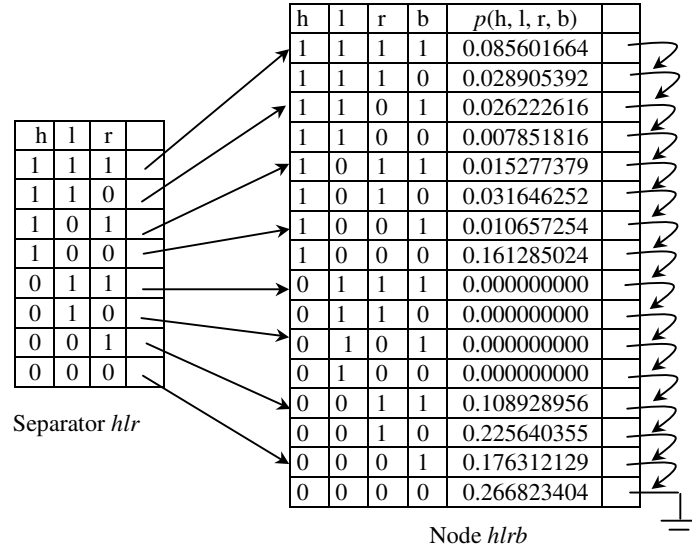 h l r b p(h, l, r, b)
1 1 1 1 0.085601664
1 1 1 0 0.028905392
1 1 0 1 0.026222616
1 1 0 0 0.007851816
1 0 1 1 0.015277379
1 0 1 0 0.031646252
1 0 0 1 0.010657254
1 0 0 0 0.161285024
0 1 1 1 0.000000000
0 1 1 0 0.000000000
0 1 0 1 0.000000000
0 1 0 0 0.000000000
0 0 1 1 0.108928956
0 0 1 0 0.225640355
0 0 0 1 0.176312129
0 0 0 0 0.266823404
Node hlrb
h l r
1 1 1
1 1 0
1 0 1
1 0 0
0 1 1
0 1 0
0 0 1
0 0 0
Separator hlr